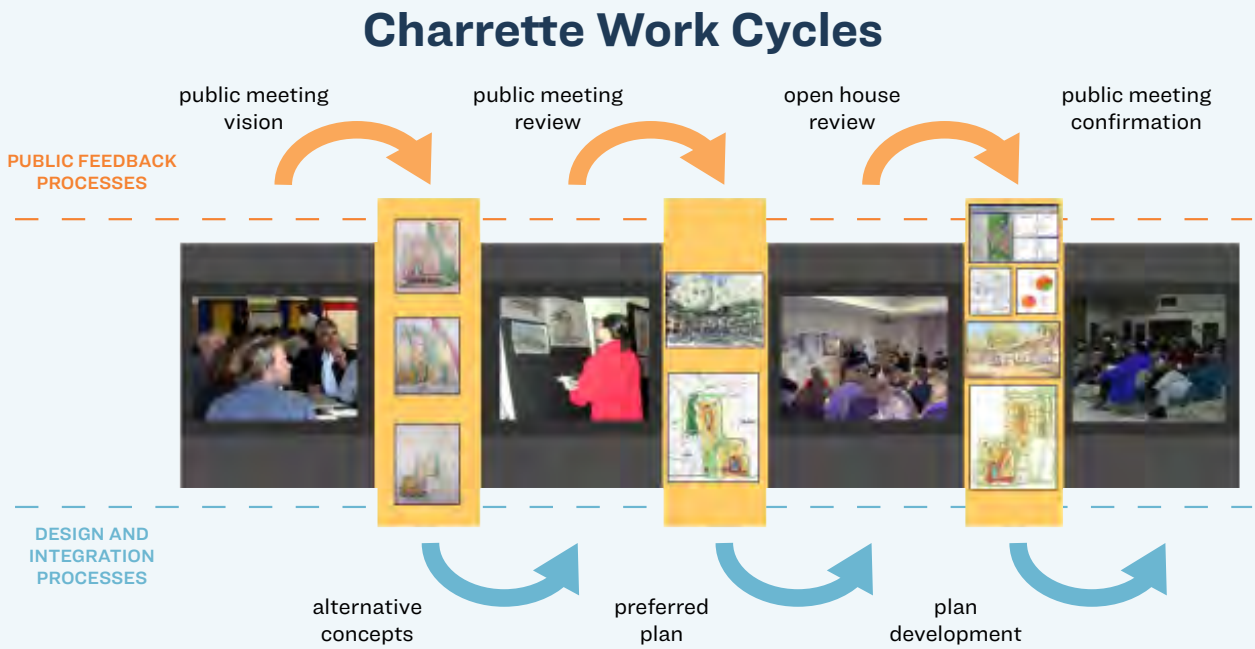 Charrette Work Cycles
public meeting
vision
public meeting
review
open house
review
public meeting
confirmation
PUBLIC FEEDBACK
PROCESSES
DESIGN AND
INTEGRATION
PROCESSES
alternative
concepts
preferred
plan
plan
development